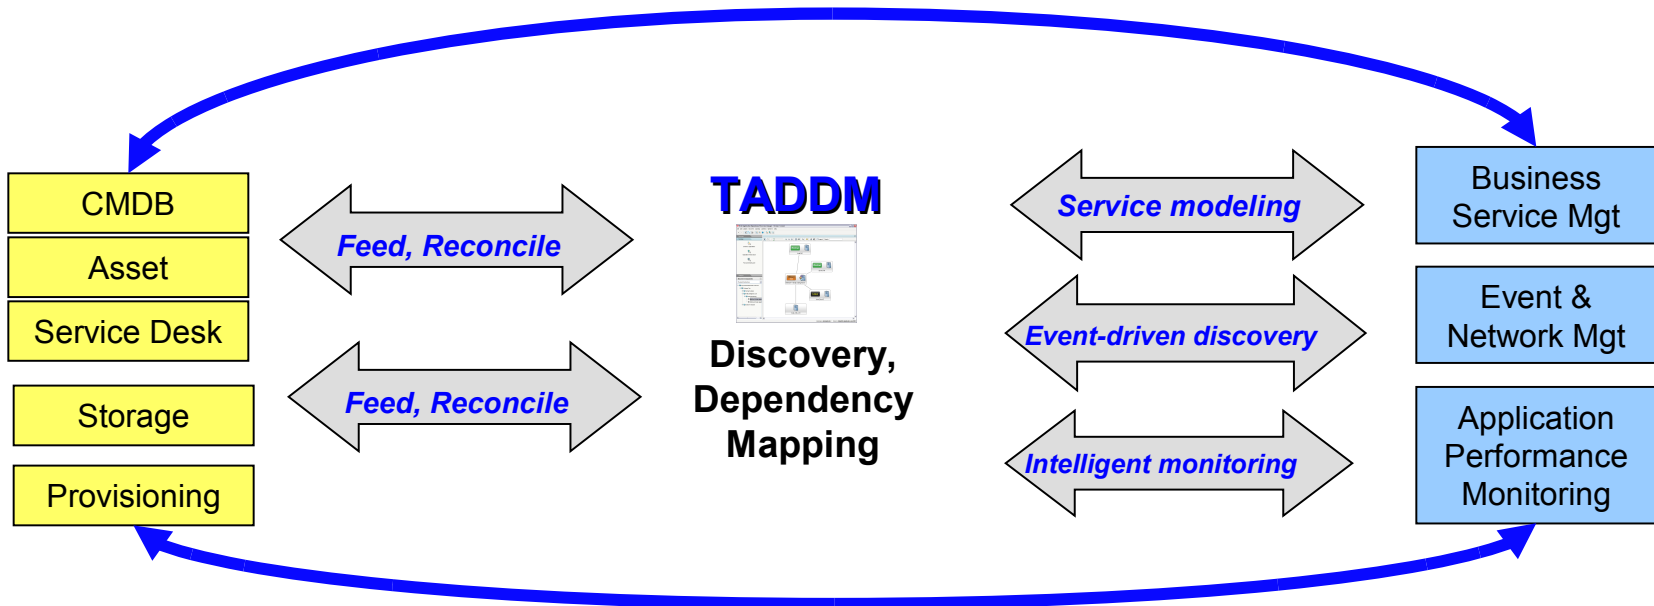 CMDB
Asset
Service Desk
Storage
Provisioning
Feed, Reconcile
Feed, Reconcile
TADDM
Discovery,
Dependency
Mapping
Service modeling
Event-driven discovery
Intelligent monitoring
Business
Service Mgt
Event &
Network Mgt
Application
Performance
Monitoring